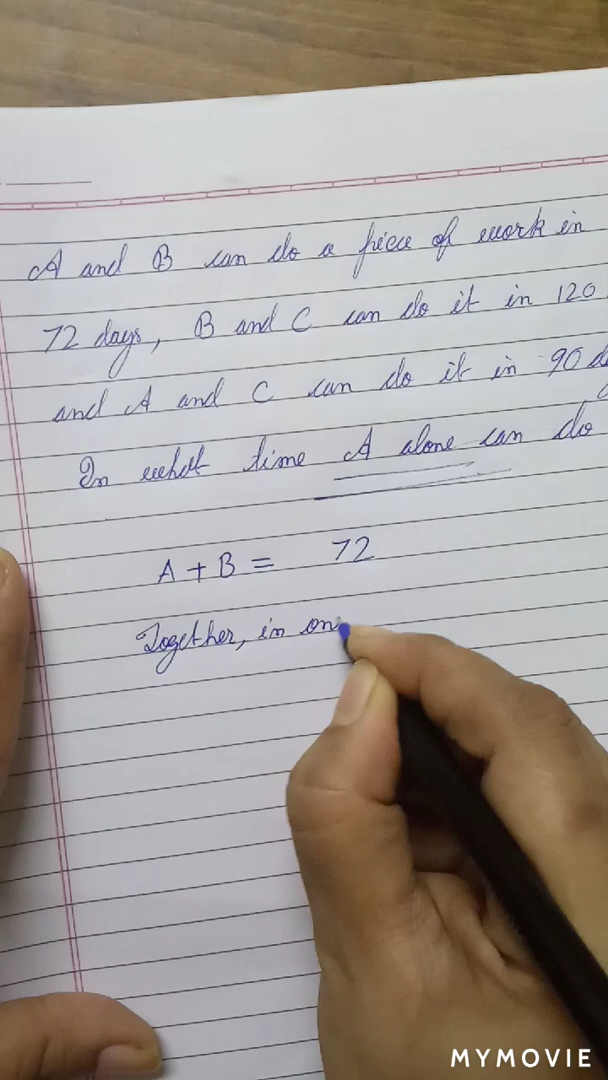 A and B can do a piece of work in
72 days, B and C can do it in 120
and A and C can do it in 90
In what time A alone can do
A + B = 72
Together, in on
MYMOVIE